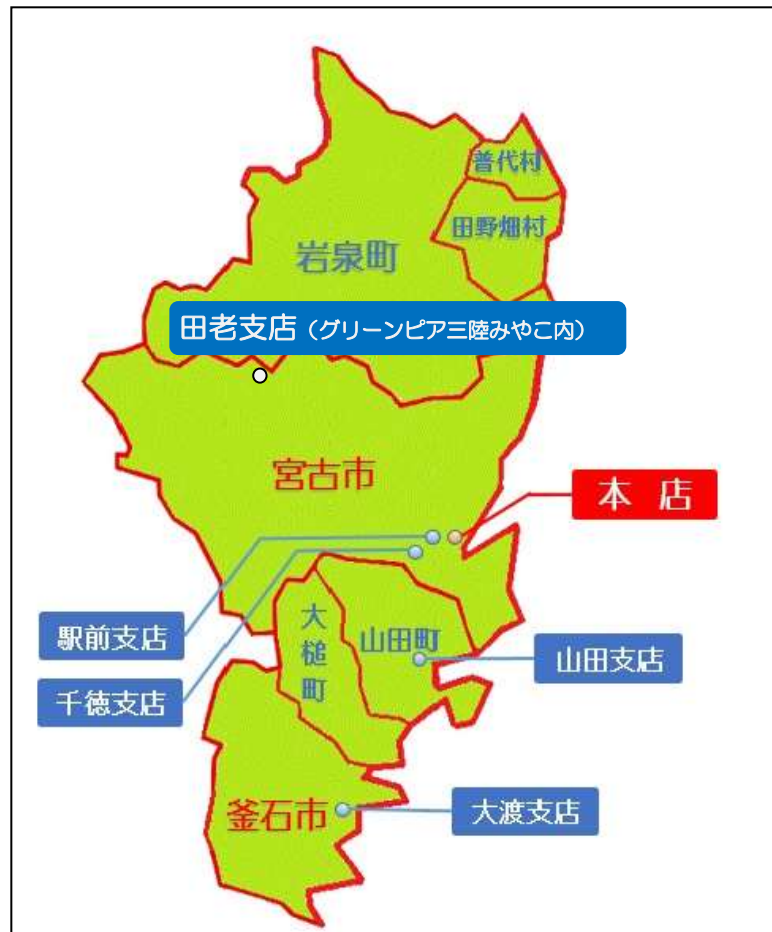 普代村
田野畑村
岩泉町
田老支店（グリーンピア三陸みやこ内）
宮古市
本 店
駅前支店
千徳支店
大槌町
山田町
山田支店
釜石市
大渡支店